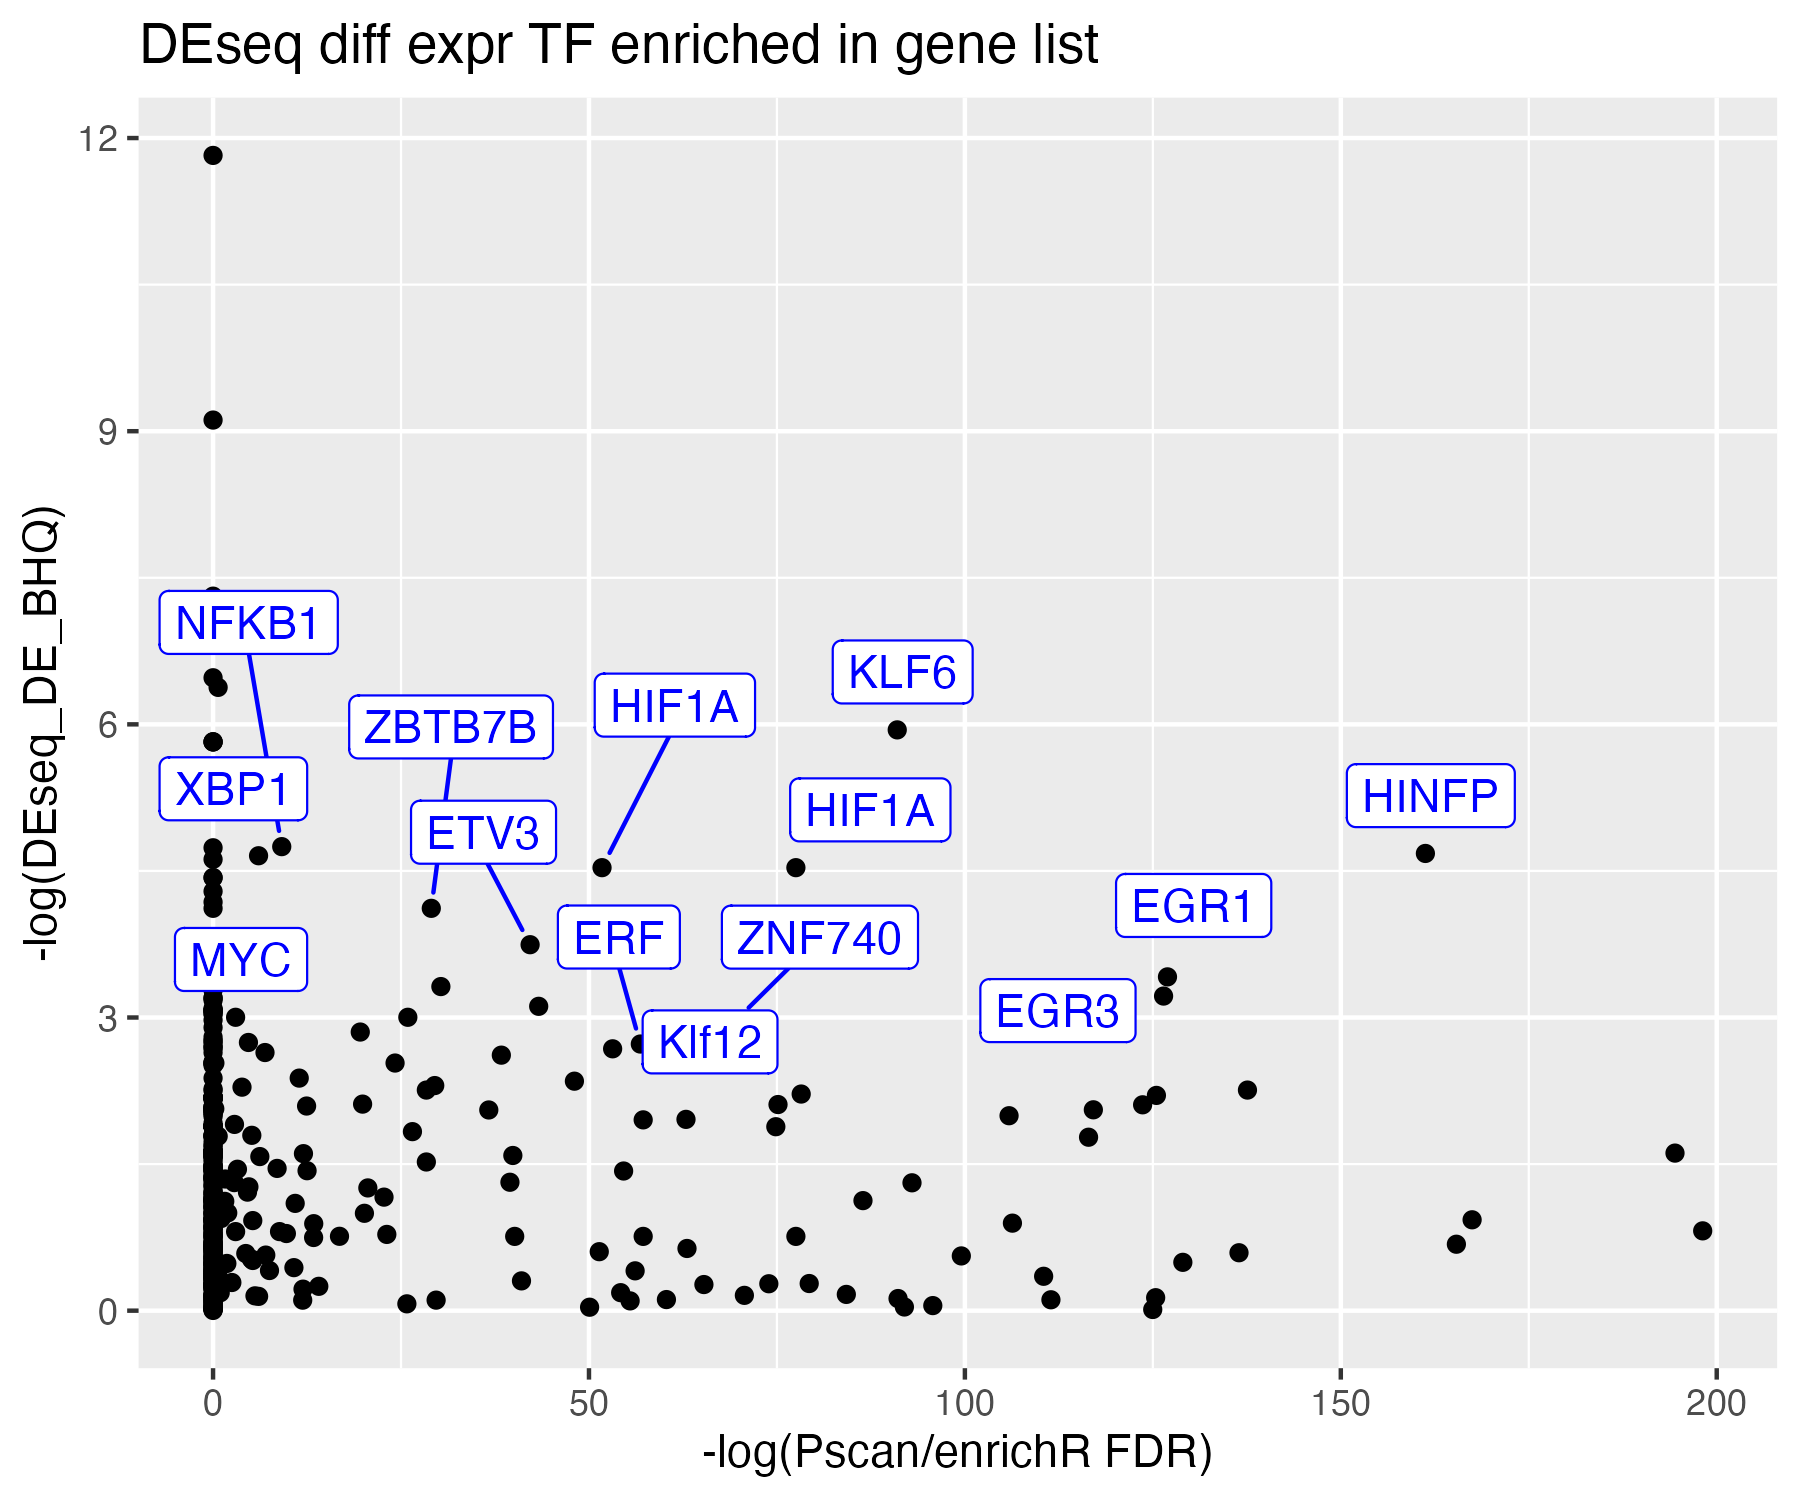 DEseq diff expr TF enriched in gene list
12
9
6
3
0
-log(DEseq_DE_BHQ)
NFKB1
KLF6
HIF1A
ZBTB7B
XBP1
HINFP
HIF1A
ETV3
EGR1
ERF
ZNF740
MYC
EGR3
Klf12
0
50
100
150
200
-log(Pscan/enrichR FDR)